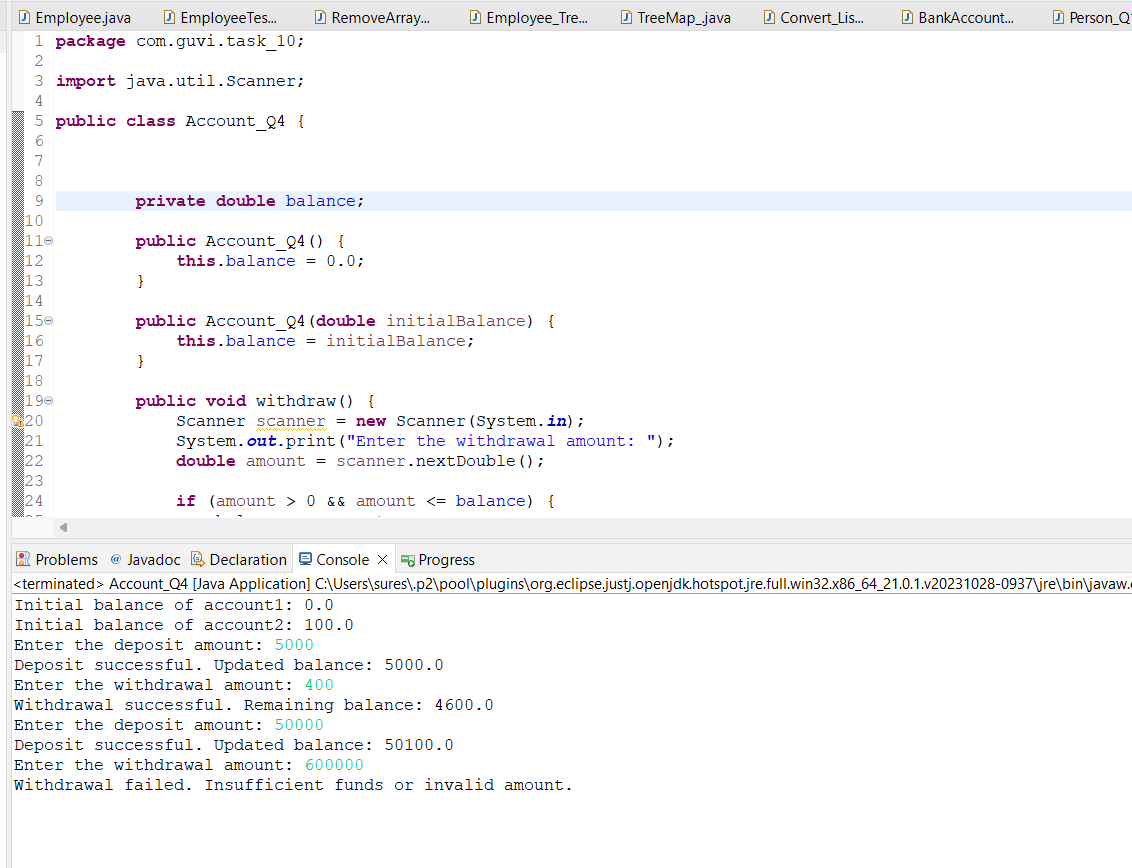 Employee.java EmployeeTes... RemoveArray... Employee_Tre... TreeMap_.java Convert_Lis... BankAccount... Person_Q
1 package com.guvi.task_10;
2
3 import java.util.Scanner;
4
5 public class Account_Q4 {
6
7
8
9 private double balance;
10
11 public Account_Q4() {
12 this.balance = 0.0;
13 }
14
15 public Account_Q4(double initialBalance) {
16 this.balance = initialBalance;
17 }
18
19 public void withdraw() {
20 Scanner scanner = new Scanner(System.in);
21 System.out.print("Enter the withdrawal amount: ");
22 double amount = scanner.nextDouble();
23
24 if (amount > 0 && amount <= balance) {
Problems @ Javadoc Declaration Console Progress
<terminated> Account_Q4 [Java Application] C:\Users\sures\.p2\pool\plugins\org.eclipse.justj.openjdk.hotspot.jre.full.win32.x86_64_21.0.1.v20231028-0937\jre\bin\javaw.
Initial balance of account1: 0.0
Initial balance of account2: 100.0
Enter the deposit amount: 5000
Deposit successful. Updated balance: 5000.0
Enter the withdrawal amount: 400
Withdrawal successful. Remaining balance: 4600.0
Enter the deposit amount: 50000
Deposit successful. Updated balance: 50100.0
Enter the withdrawal amount: 600000
Withdrawal failed. Insufficient funds or invalid amount.